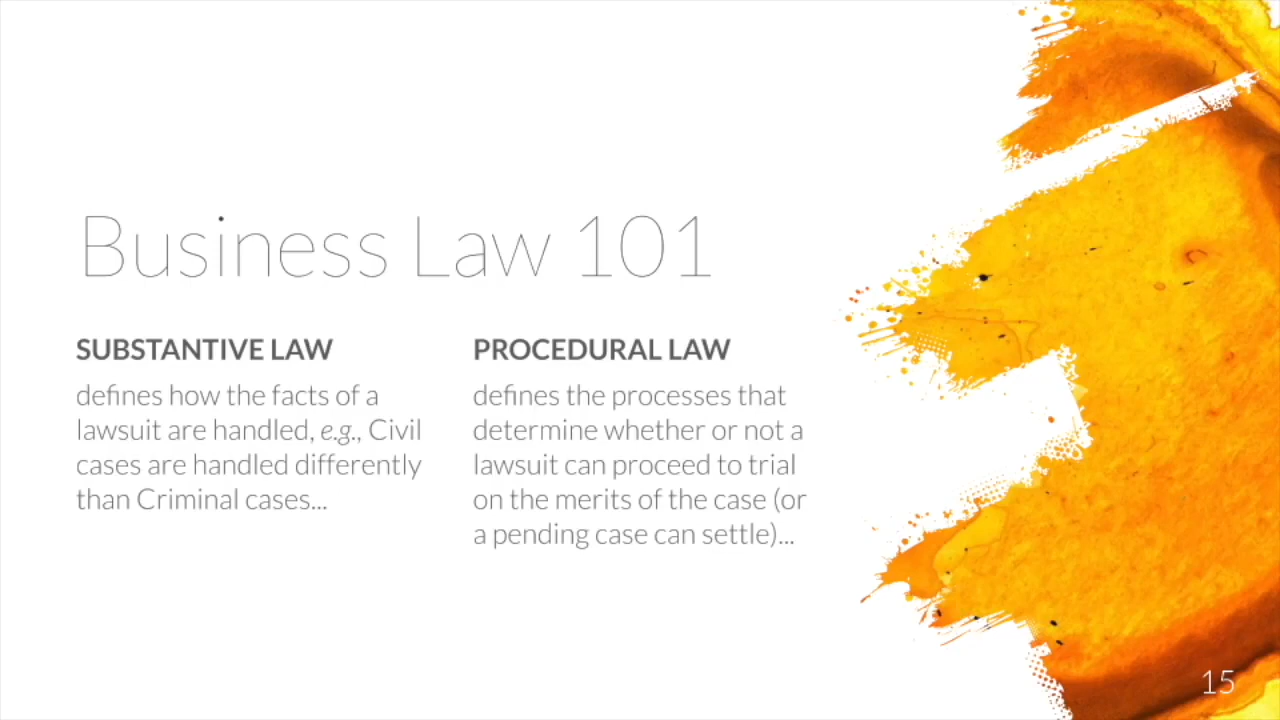 Business Law 101
SUBSTANTIVE LAW
defines how the facts of a
lawsuit are handled, e.g., Civil
cases are handled differently
than Criminal cases...
PROCEDURAL LAW
defines the processes that
determine whether or not a
lawsuit can proceed to trial
on the merits of the case (or
a pending case can settle)...
15